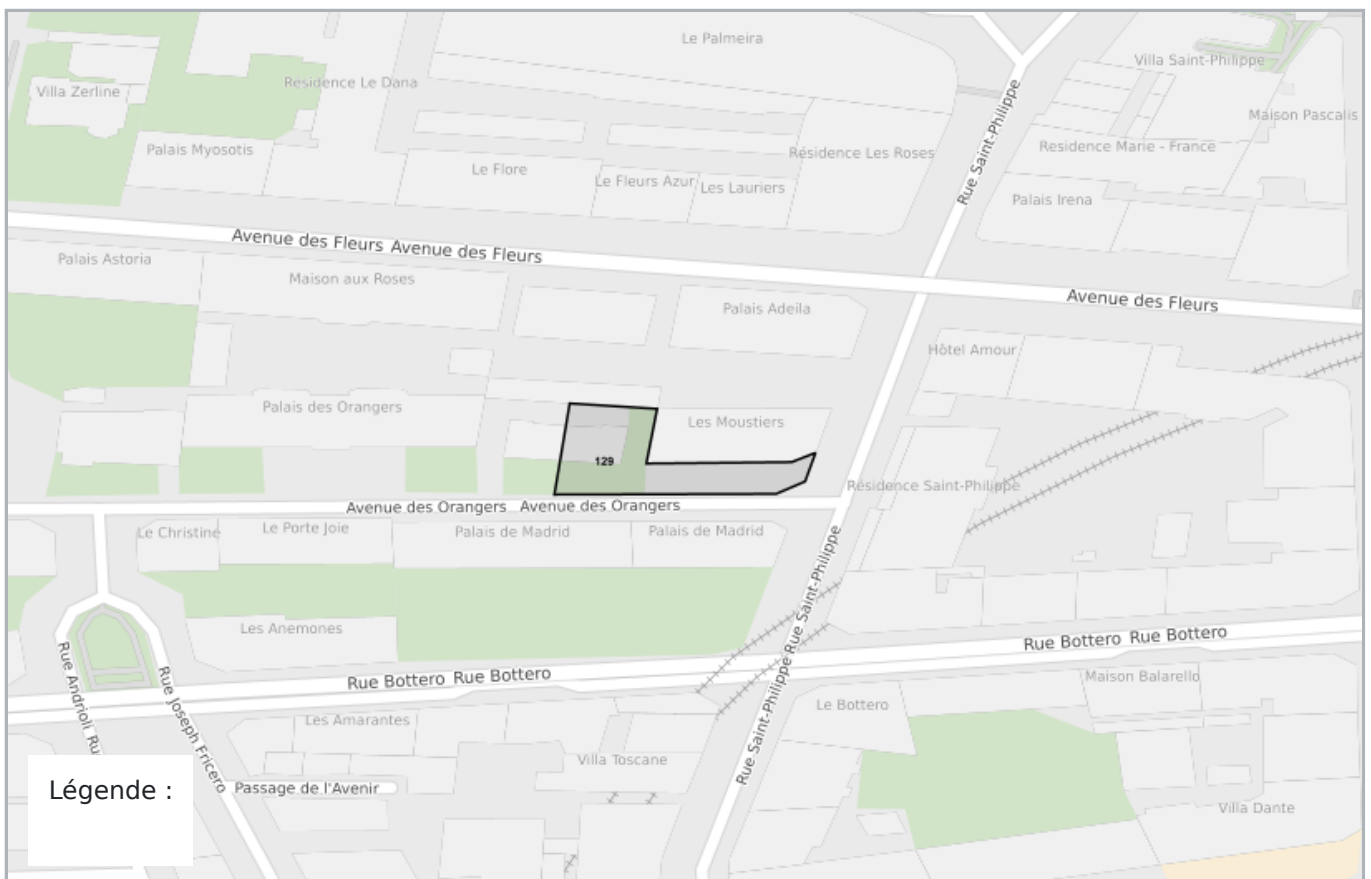 Le Palmeira
Villa Saint-Philippe
Residence Le Dana
Villa Zerline
Maison Pascalis
Rue Saint-Philippe
Palais Myosotis
Résidence Les Roses
Residence Marie - France
Le Flore
Le Fleurs Azur
Les Lauriers
Palais Irena
Avenue des Fleurs Avenue des Fleurs
Palais Astoria
Maison aux Roses
Avenue des Fleurs
Palais Adeila
Hôtel Amour
Palais des Orangers
Les Moustiers
129
Résidence Saint-Philippe
Avenue des Orangers Avenue des Orangers
Le Christine
Le Porte Joie
Palais de Madrid
Palais de Madrid
Rue Saint-Philippe Rue Saint-Philippe
Les Anemones
Rue Bottero Rue Bottero
Rue Bottero Rue Bottero
Rue Andrioli Ru
Rue Joseph Fricero
Maison Balarello
Le Bottero
Les Amarantes
Villa Toscane
Légende :
Passage de l'Avenir
Villa Dante